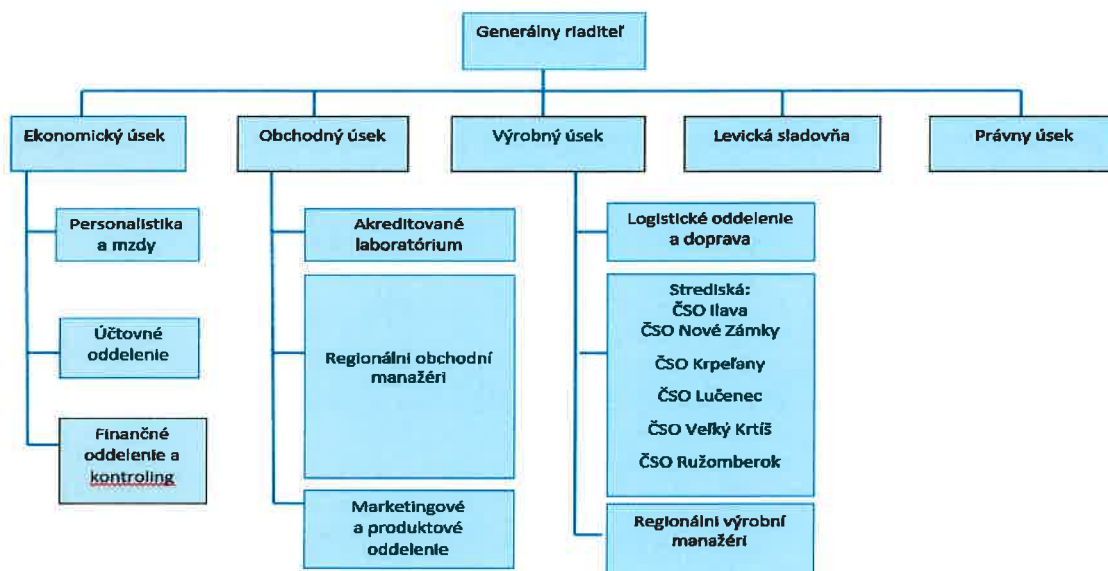 Generálny riaditeľ
Ekonomický úsek
Obchodný úsek
Výrobný úsek
Levická sladovňa
Právny úsek
Personalistika
a mzdy
Účtovné
oddelenie
Finančné
oddelenie a
kontroling
Akreditované
laboratórium
Regionálni obchodní
manažéri
Marketingové
a produktové
oddelenie
Logistické oddelenie
a doprava
Strediská:
ČSO Ilava
ČSO Nové Zámky
ČSO Krpeľany
ČSO Lučenec
ČSO Veľký Krtíš
ČSO Ružomberok
Regionálni výrobní
manažéri